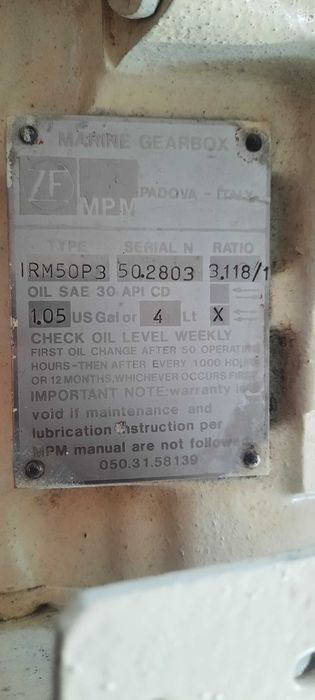 MARINE GEARBOX
ZF
MPM
PADOVA - ITALY
TYPE SERIAL N RATIO
IRM50P3 50.2803 3.118/1
OIL SAE 30 API CD
1.05 US Gal or 4 Lt X
CHECK OIL LEVEL WEEKLY
FIRST OIL CHANGE AFTER 50 OPERATING
HOURS-THEN AFTER EVERY 1000 HOURS
OR 12 MONTHS, WHICHEVER OCCURS FIRST
IMPORTANT NOTE: warranty is
void if maintenance and
lubrication instruction per
MPM manual are not followed
050.31.58139